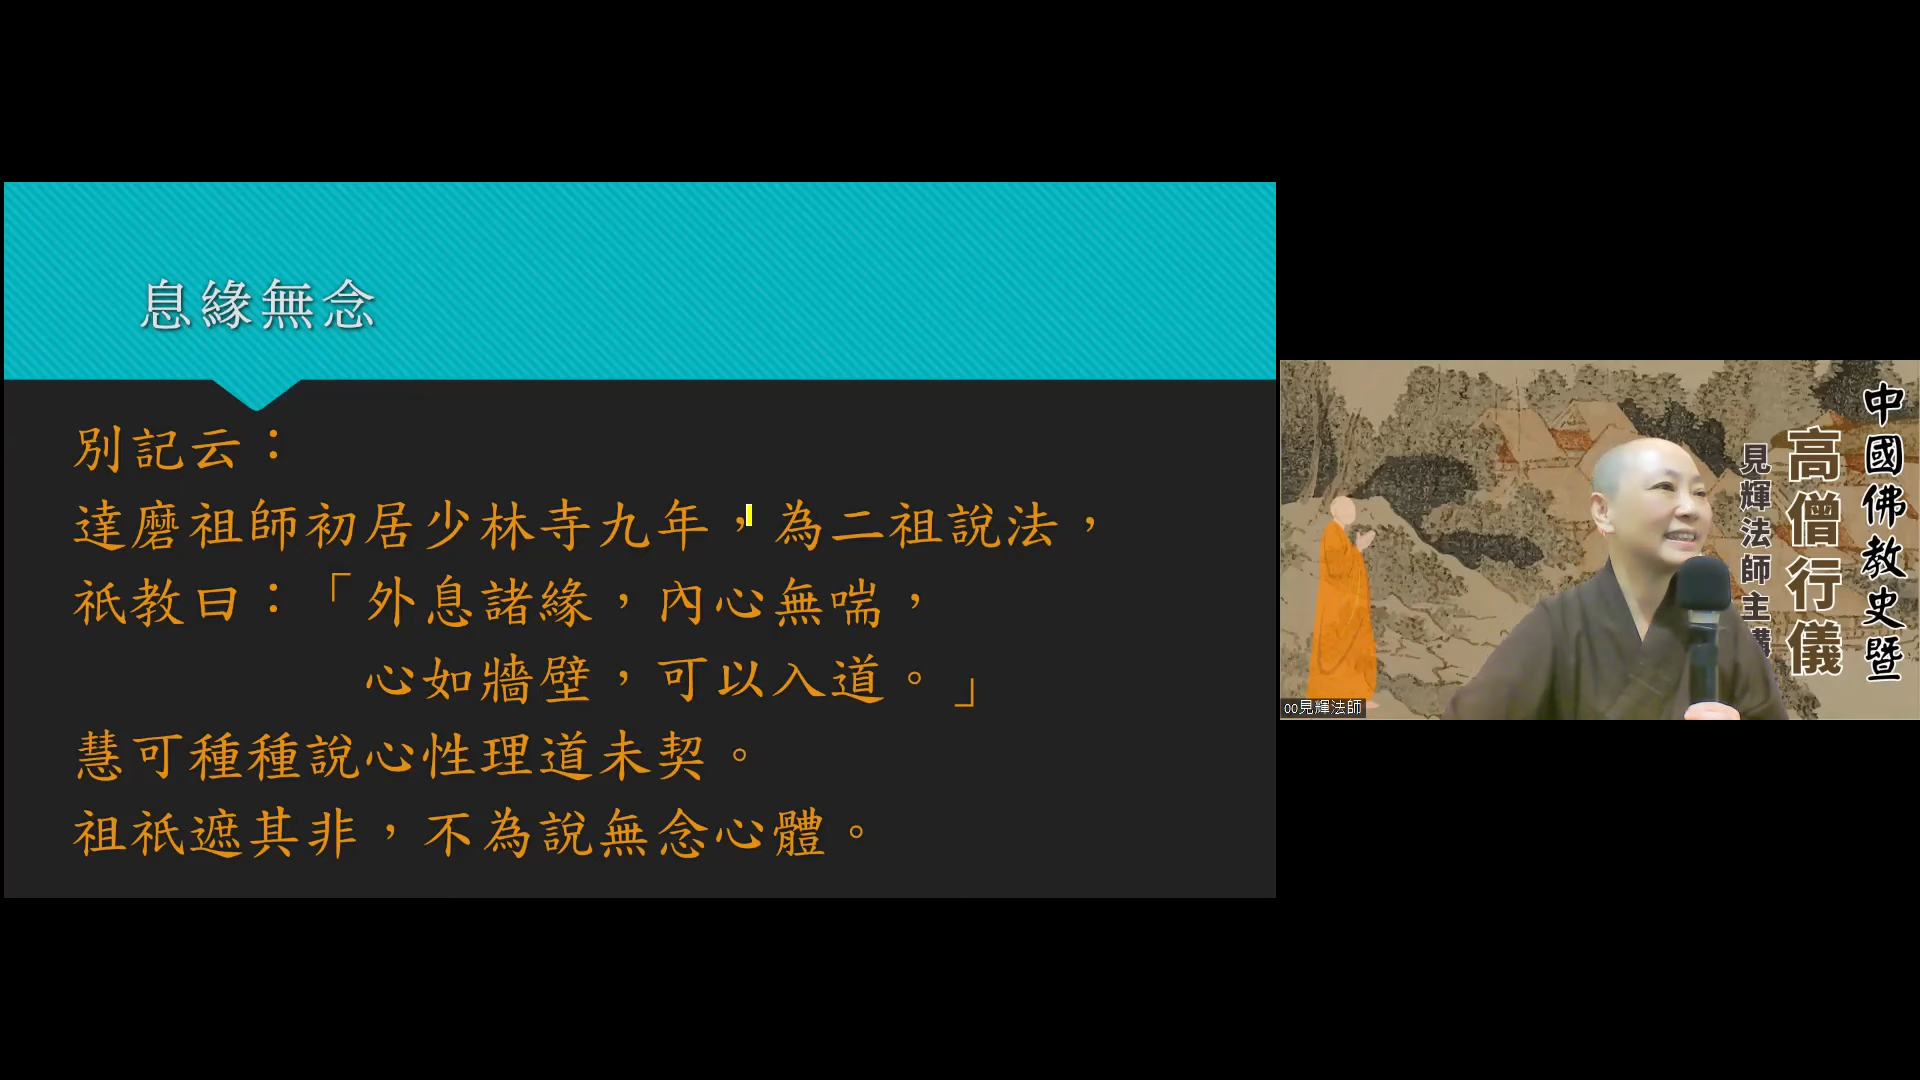 息緣無念
別記云：
達磨祖師初居少林寺九年，為二祖說法，
祇教曰：「外息諸緣，內心無喘，
心如牆壁，可以入道。」
慧可種種說心性理道未契。
祖祇遮其非，不為說無念心體。
中國佛教史暨
高僧行儀
見輝法師主講
oo見輝法師